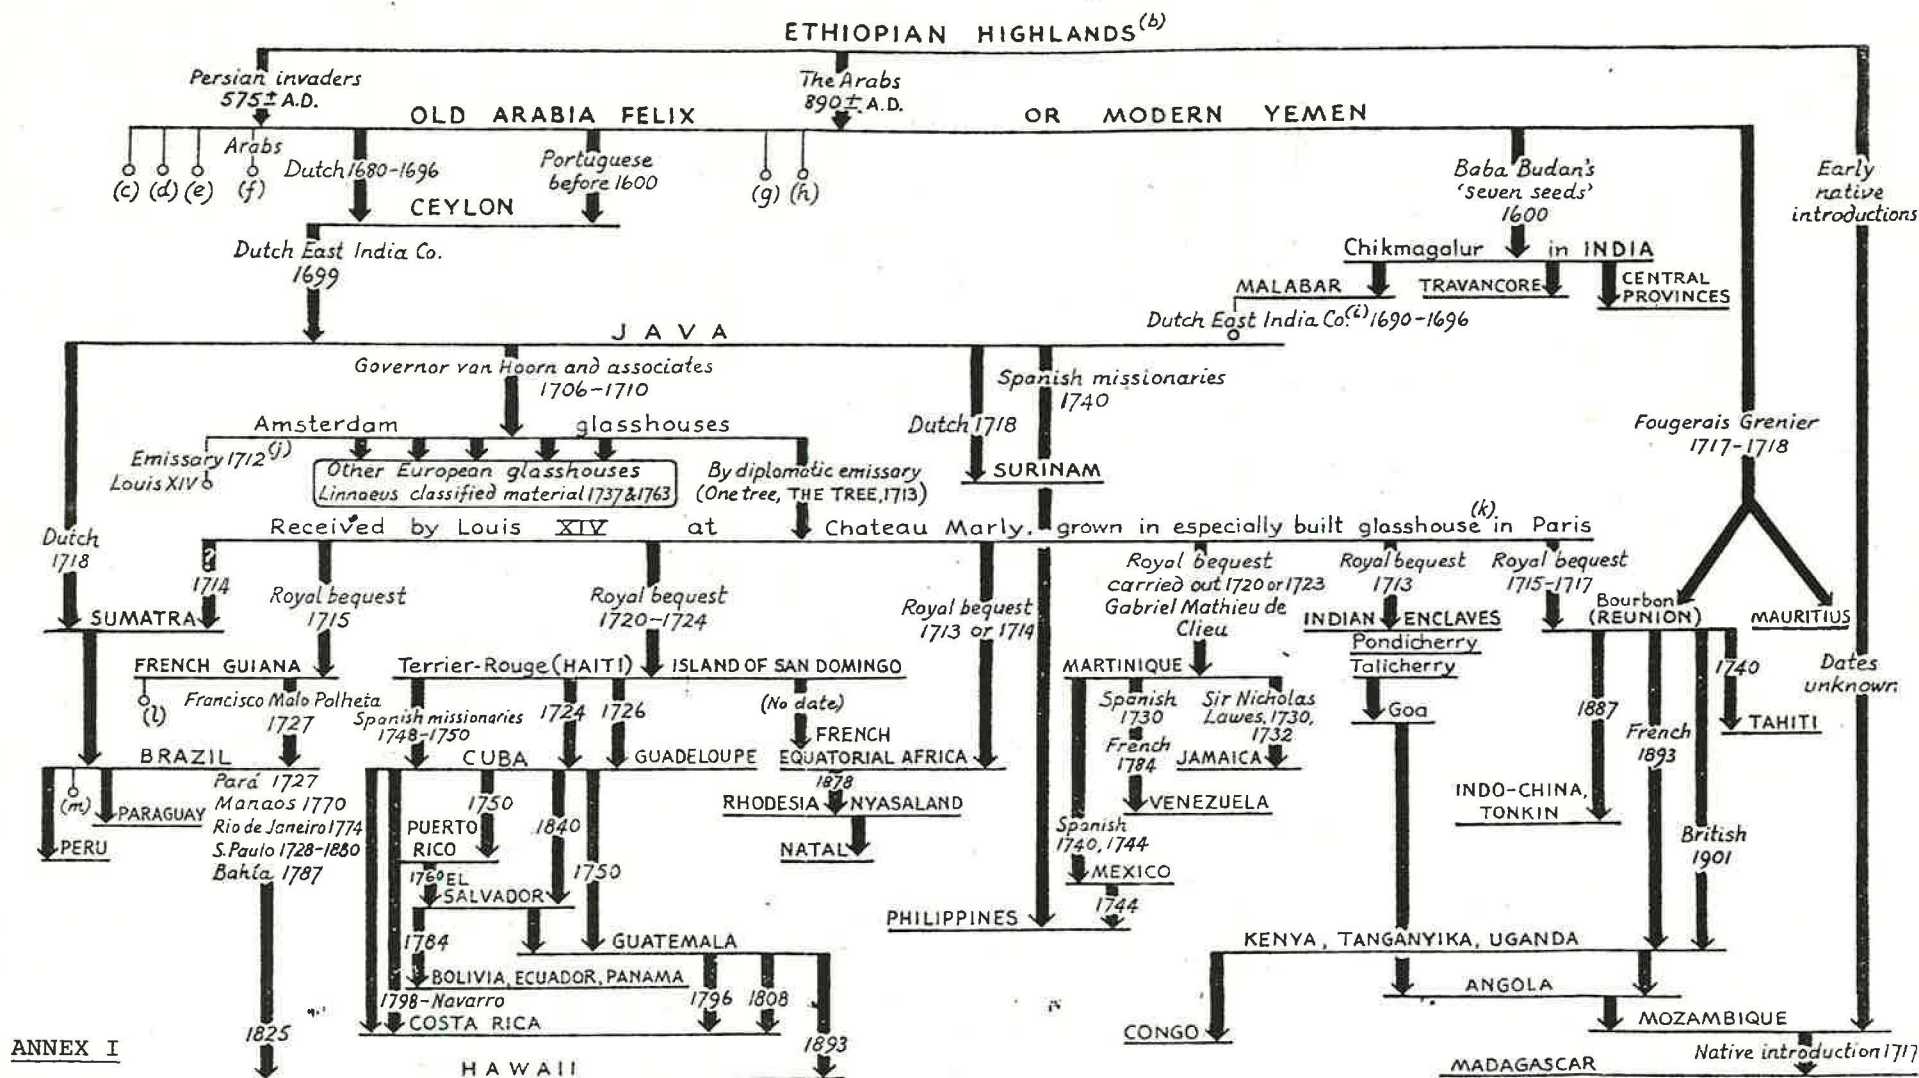 ETHIOPIAN HIGHLANDS(b)
Persian invaders
575± A.D.
The Arabs
890± A.D.
OLD ARABIA FELIX OR MODERN YEMEN
(c) (d) (e)
Arabs
(f)
Dutch 1680-1696
Portuguese
before 1600
(g) (h)
Baba Budan's
'seven seeds'
1600
Early
native
introductions
CEYLON
Dutch East India Co.
1699
Chikmagalur in INDIA
MALABAR
TRAVANCORE
CENTRAL
PROVINCES
Dutch East India Co.(i) 1690-1696
JAVA
Governor van Hoorn and associates
1706-1710
Spanish missionaries
1740
Dutch 1718
Fougerais Grenier
1717-1718
Amsterdam glasshouses
Emissary 1712(j)
Louis XIV
Other European glasshouses
Linnaeus classified material 1737 & 1763
By diplomatic emissary
(One tree, THE TREE, 1713)
SURINAM
Received by Louis XIV at Chateau Marly, grown in especially built glasshouse(k) in Paris
Dutch
1718
?
1714
Royal bequest
1715
Royal bequest
1720-1724
Royal bequest
1713 or 1714
Royal bequest
carried out 1720 or 1723
Gabriel Mathieu de
Clieu
Royal bequest
1713
Royal bequest
1715-1717
SUMATRA
INDIAN ENCLAVES
Pondicherry
Talicherry
Bourbon
(REUNION)
MAURITIUS
FRENCH GUIANA
Terrier-Rouge (HAITI) ISLAND OF SAN DOMINGO
MARTINIQUE
1740
Dates
unknown
(l)
Francisco Malo Polheta
1727
Spanish missionaries
1748-1750
1724
1726
(No date)
Spanish
1730
French
1784
Sir Nicholas
Lawes, 1730,
1732
Goa
1887
French
1893
TAHITI
BRAZIL
CUBA
GUADELOUPE
FRENCH
EQUATORIAL AFRICA
JAMAICA
(m)
PARAGUAY
PERU
Pará 1727
Manaos 1770
Rio de Janeiro 1774
S. Paulo 1728-1880
Bahía 1787
1750
PUERTO
RICO
1840
1878
RHODESIA NYASALAND
NATAL
VENEZUELA
INDO-CHINA,
TONKIN
Spanish
1740, 1744
British
1901
1760 EL
SALVADOR
1750
MEXICO
1744
PHILIPPINES
1784
GUATEMALA
KENYA, TANGANYIKA, UGANDA
BOLIVIA, ECUADOR, PANAMA
ANGOLA
1798-Navarro
1796
1808
COSTA RICA
CONGO
MOZAMBIQUE
1825
1893
ANNEX I
HAWAII
Native introduction 1717
MADAGASCAR